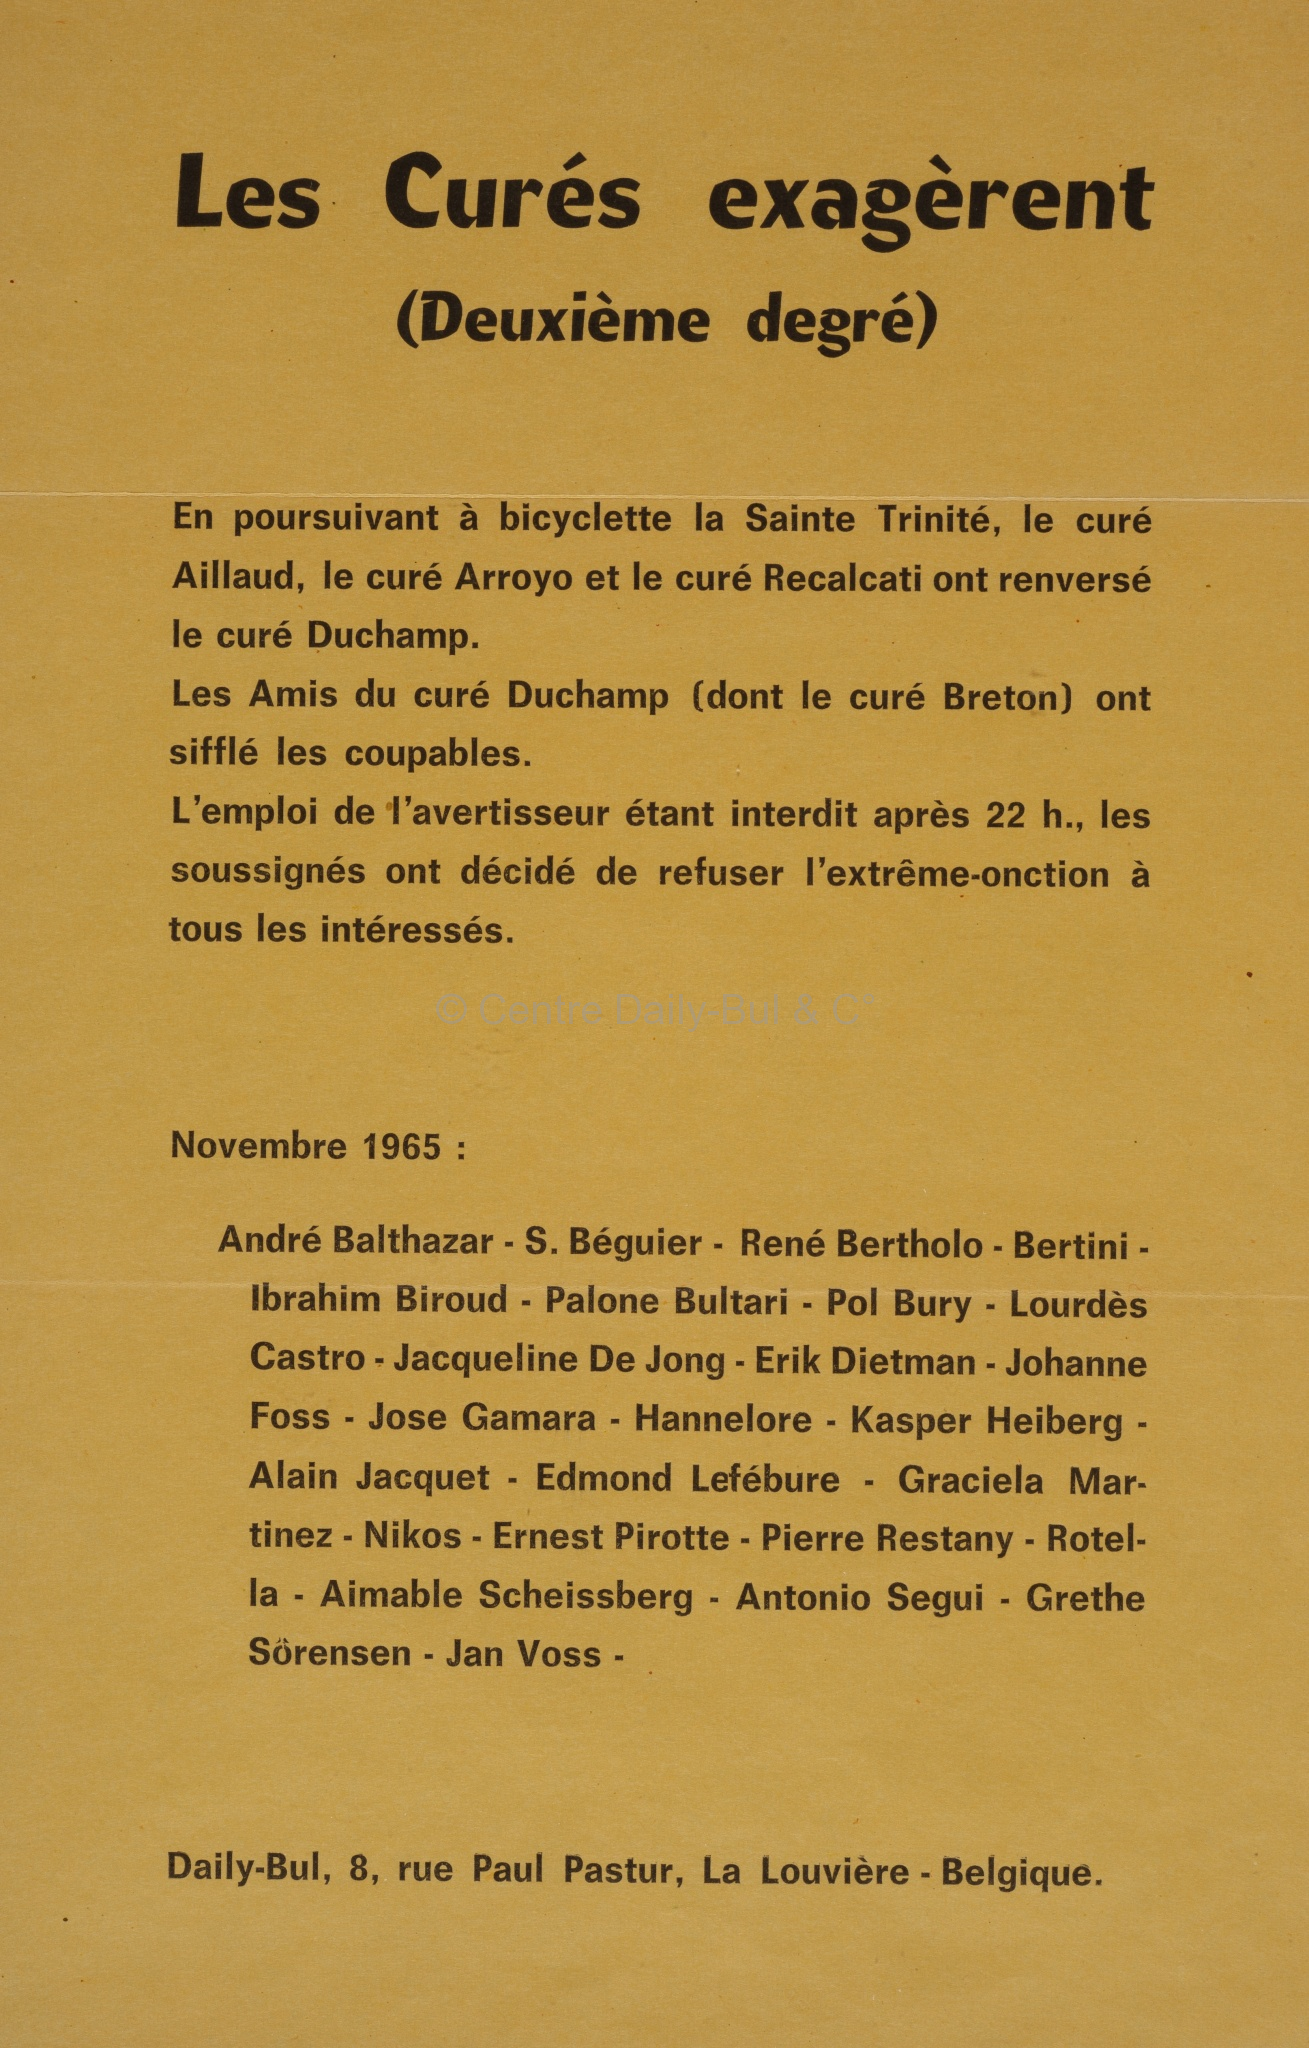 Les Curés exagèrent
(Deuxième degré)
En poursuivant à bicyclette la Sainte Trinité, le curé
Aillaud, le curé Arroyo et le curé Recalcati ont renversé
le curé Duchamp.
Les Amis du curé Duchamp (dont le curé Breton) ont
sifflé les coupables.
L'emploi de l'avertisseur étant interdit après 22 h., les
soussignés ont décidé de refuser l'extrême-onction à
tous les intéressés.
© Centre Daily-Bul & C°
Novembre 1965 :
André Balthazar - S. Béguier - René Bertholo - Bertini -
Ibrahim Biroud - Palone Bultari - Pol Bury - Lourdès
Castro - Jacqueline De Jong - Erik Dietman - Johanne
Foss - Jose Gamara - Hannelore - Kasper Heiberg -
Alain Jacquet - Edmond Lefébure - Graciela Mar-
tinez - Nikos - Ernest Pirotte - Pierre Restany - Rotel-
la - Aimable Scheissberg - Antonio Segui - Grethe
Sörensen - Jan Voss -
Daily-Bul, 8, rue Paul Pastur, La Louvière - Belgique.